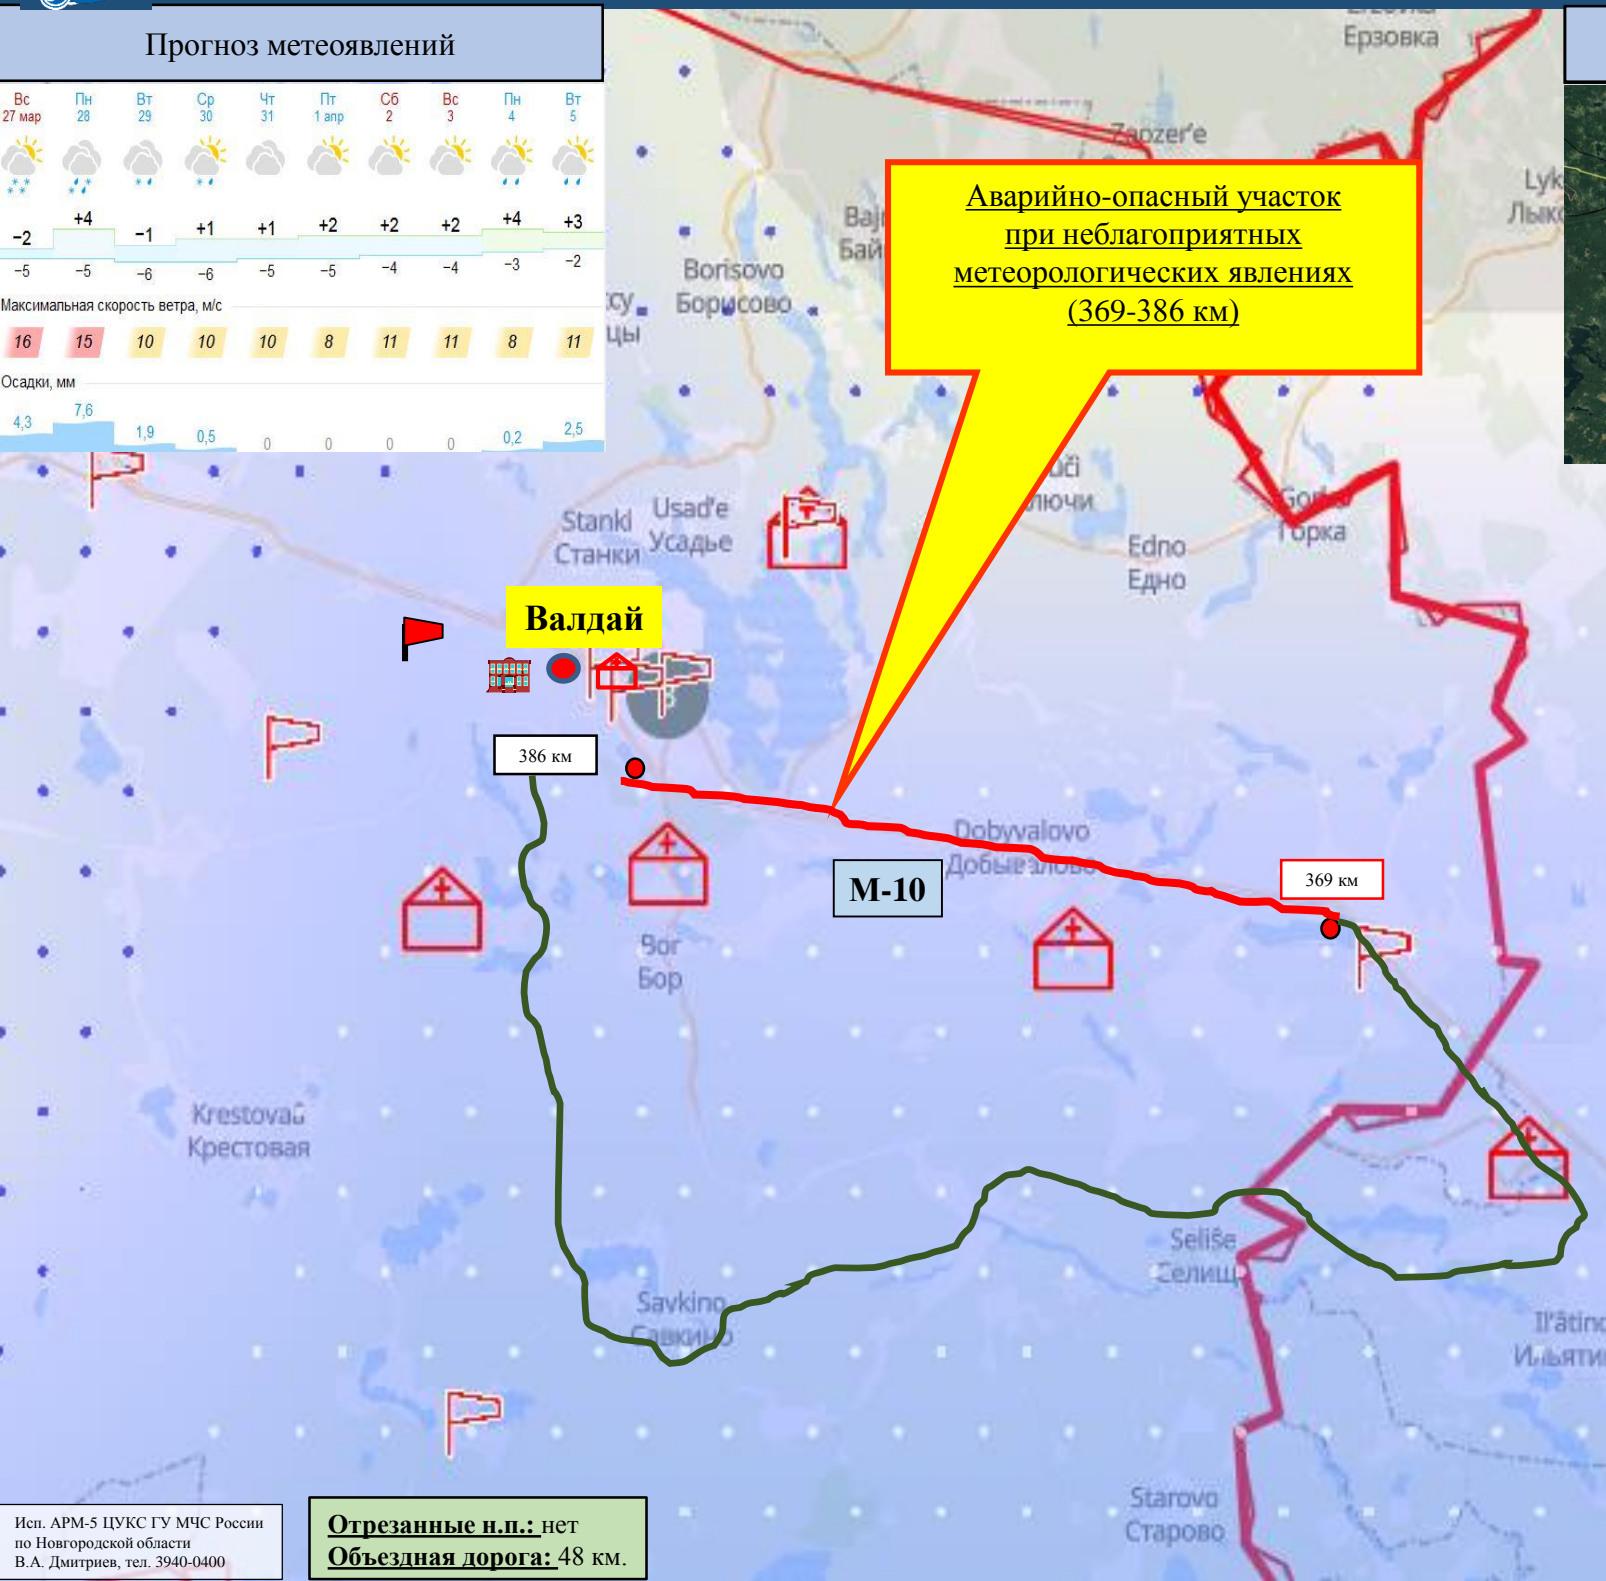 Прогноз метеоявлений
Вс Пн Вт Ср Чт Пт Сб Вс Пн Вт
27 мар 28 29 30 31 1 апр 2 3 4 5
−2 +4 −1 +1 +1 +2 +2 +2 +4 +3
−5 −5 −6 −6 −5 −5 −4 −4 −3 −2
Максимальная скорость ветра, м/с
16 15 10 10 10 8 11 11 8 11
Осадки, мм
4,3 7,6 1,9 0,5 0 0 0 0 0,2 2,5
Ерзовка
Zaozer'e
Аварийно-опасный участок
при неблагоприятных
метеорологических явлениях
(369-386 км)
Borisovo
Борисово
Usad'e
Усадье
Stanki
Станки
Gorka
Горка
Edno
Едно
Валдай
386 км
Dobyvalovo
Добывалово
М-10
369 км
Bor
Бор
Krestovaâ
Крестовая
Seliŝe
Савкино
Savkino
Starovo
Старово
Исп. АРМ-5 ЦУКС ГУ МЧС России
по Новгородской области
В.А. Дмитриев, тел. 3940-0400
Отрезанные н.п.: нет
Объездная дорога: 48 км.